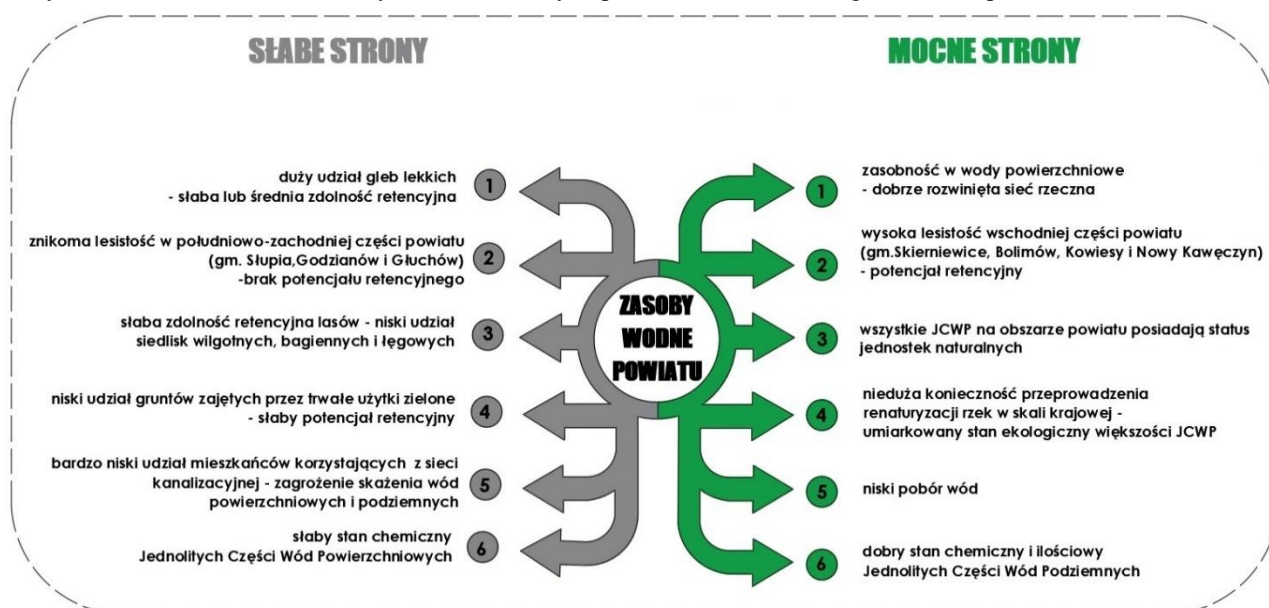 SŁABE STRONY
MOCNE STRONY
duży udział gleb lekkich
- słaba lub średnia zdolność retencyjna
1
znikoma lesistość w południowo-zachodniej części powiatu
(gm. Słupia,Godzianów i Głuchów)
-brak potencjału retencyjnego
2
słaba zdolność retencyjna lasów - niski udział
siedlisk wilgotnych, bagiennych i łęgowych
3
niski udział gruntów zajętych przez trwałe użytki zielone
- słaby potencjał retencyjny
4
bardzo niski udział mieszkańców korzystających z sieci
kanalizacyjnej - zagrożenie skażenia wód
powierzchniowych i podziemnych
5
słaby stan chemiczny
Jednolitych Części Wód Powierzchniowych
6
ZASOBY
WODNE
POWIATU
1
zasobność w wody powierzchniowe
- dobrze rozwinięta sieć rzeczna
2
wysoka lesistość wschodniej części powiatu
(gm.Skierniewice, Bolimów, Kowiesy i Nowy Kawęczyn)
- potencjał retencyjny
3
wszystkie JCWP na obszarze powiatu posiadają status
jednostek naturalnych
4
nieduża konieczność przeprowadzenia
renaturyzacji rzek w skali krajowej -
umiarkowany stan ekologiczny większości JCWP
5
niski pobór wód
6
dobry stan chemiczny i ilościowy
Jednolitych Części Wód Podziemnych